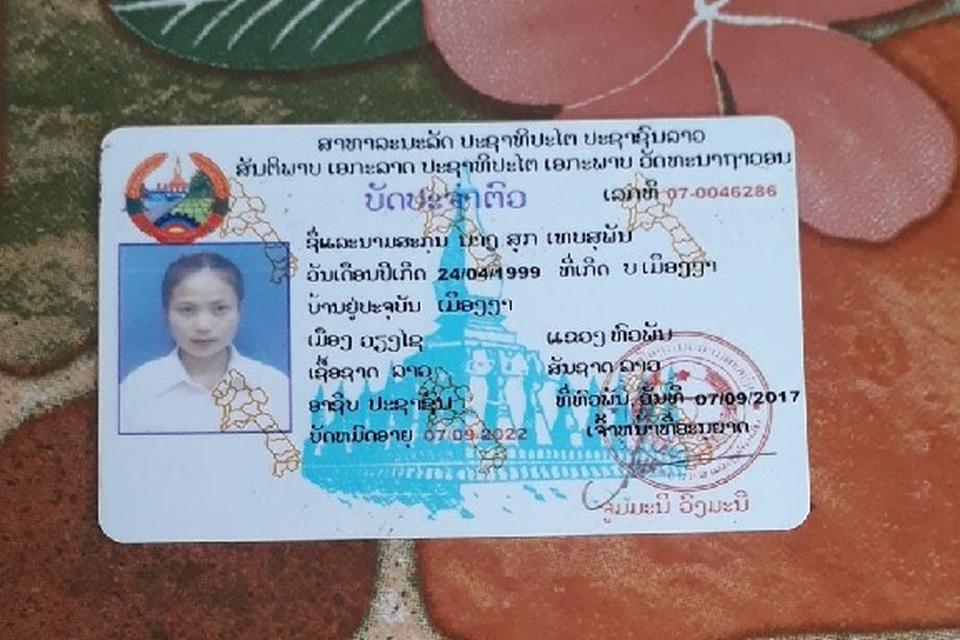 ສາທາລະນະລັດ ປະຊາທິປະໄຕ ປະຊາຊົນລາວ
ສັນຕິພາບ ເອກະລາດ ປະຊາທິປະໄຕ ເອກະພາບ ວັດທະນາຖາວອນ
ບັດປະຈຳຕົວ
ເລກທີ 07-0046286
ຊື່ແລະນາມສະກຸນ ນາງ ສຸກ ເທບສຸພັນ
ວັນເດືອນປີເກີດ 24/04/1999 ທີ່ເກີດ ບ ເມືອງງາ
ບ້ານຢູ່ປະຈຸບັນ ເມືອງງາ
ເມືອງ ວຽງໄຊ ແຂວງ ຫົວພັນ
ເຊື້ອຊາດ ລາວ ສັນຊາດ ລາວ
ອາຊີບ ປະຊາຊົນ ທີ່ຫົວພັນ, ວັນທີ 07/09/2017
ບັດຫມົດອາຍຸ 07/09/2022 ເຈົ້າຫນ້າທີ່ອະນຸຍາດ
ຈູມມະນີ ວົງມະນີ